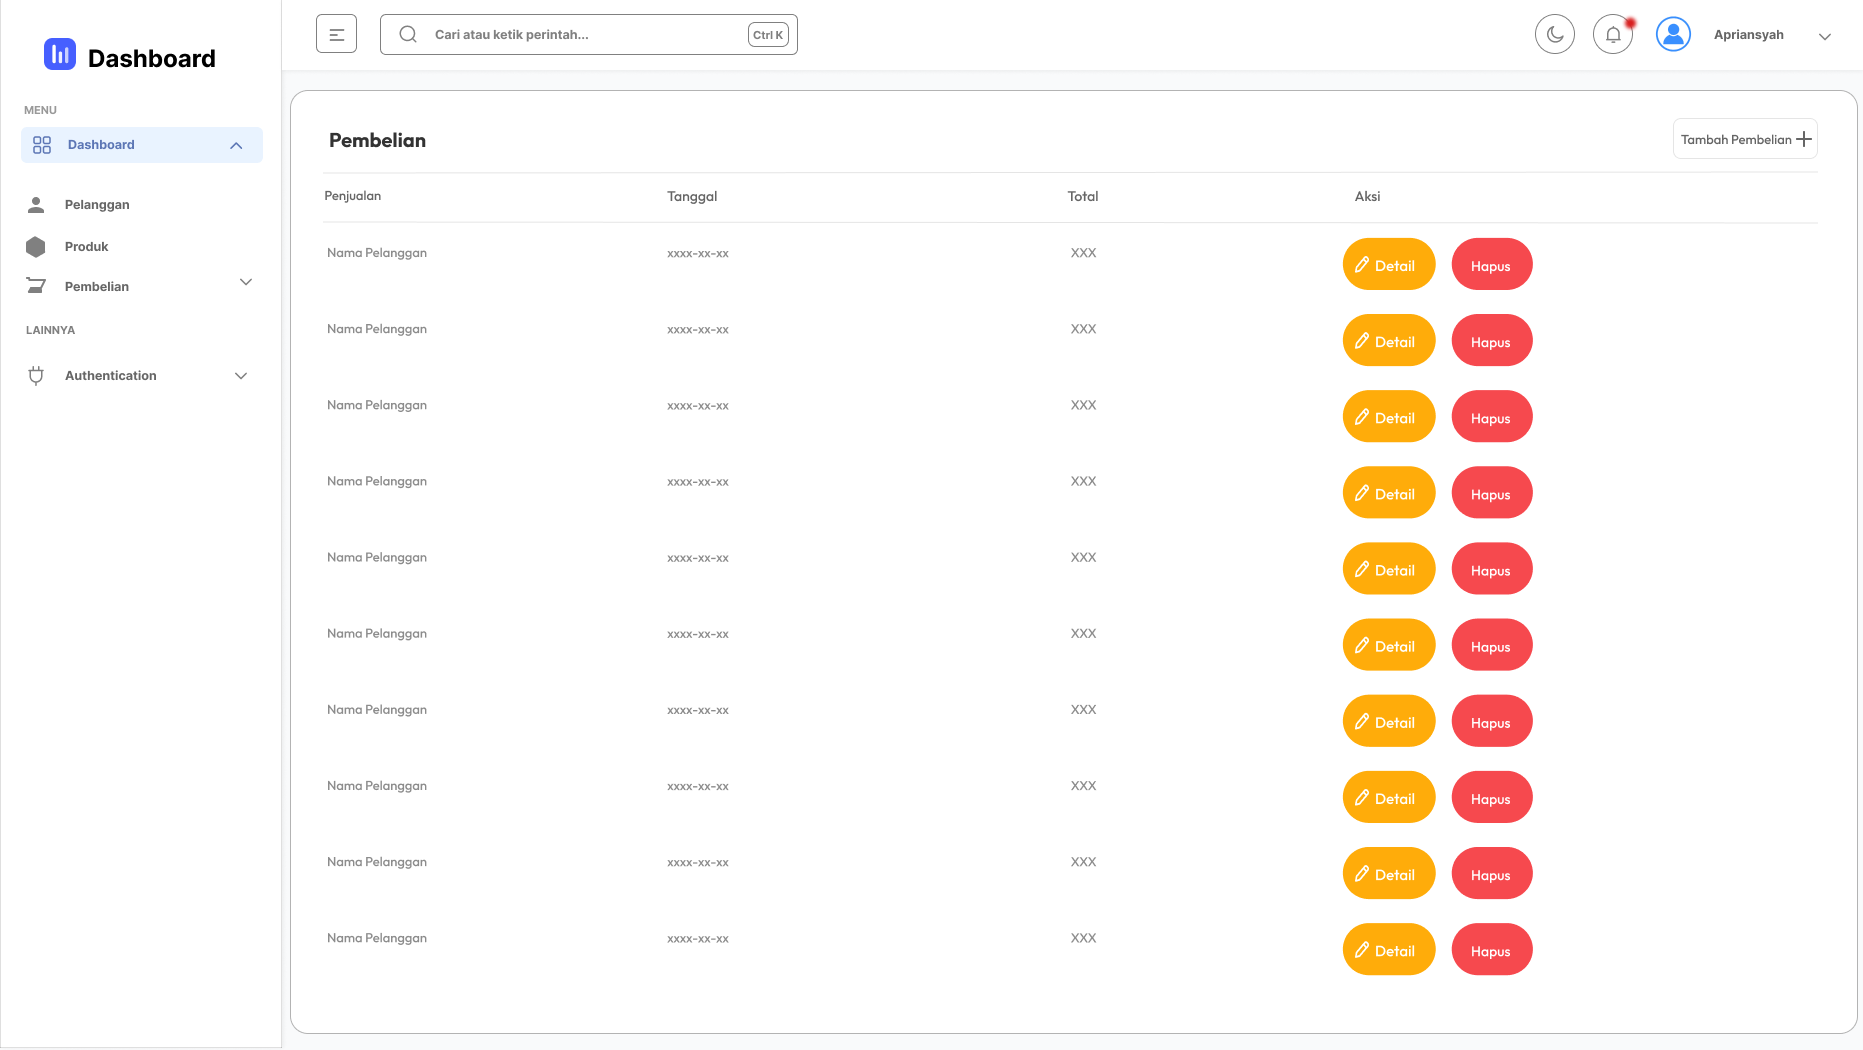 Dashboard
MENU
Dashboard
Pelanggan
Produk
Pembelian
LAINNYA
Authentication
Cari atau ketik perintah...
Ctrl K
Apriansyah
Pembelian
Tambah Pembelian
Penjualan Tanggal Total Aksi
Nama Pelanggan xxxx-xx-xx XXX Detail Hapus
Nama Pelanggan xxxx-xx-xx XXX Detail Hapus
Nama Pelanggan xxxx-xx-xx XXX Detail Hapus
Nama Pelanggan xxxx-xx-xx XXX Detail Hapus
Nama Pelanggan xxxx-xx-xx XXX Detail Hapus
Nama Pelanggan xxxx-xx-xx XXX Detail Hapus
Nama Pelanggan xxxx-xx-xx XXX Detail Hapus
Nama Pelanggan xxxx-xx-xx XXX Detail Hapus
Nama Pelanggan xxxx-xx-xx XXX Detail Hapus
Nama Pelanggan xxxx-xx-xx XXX Detail Hapus